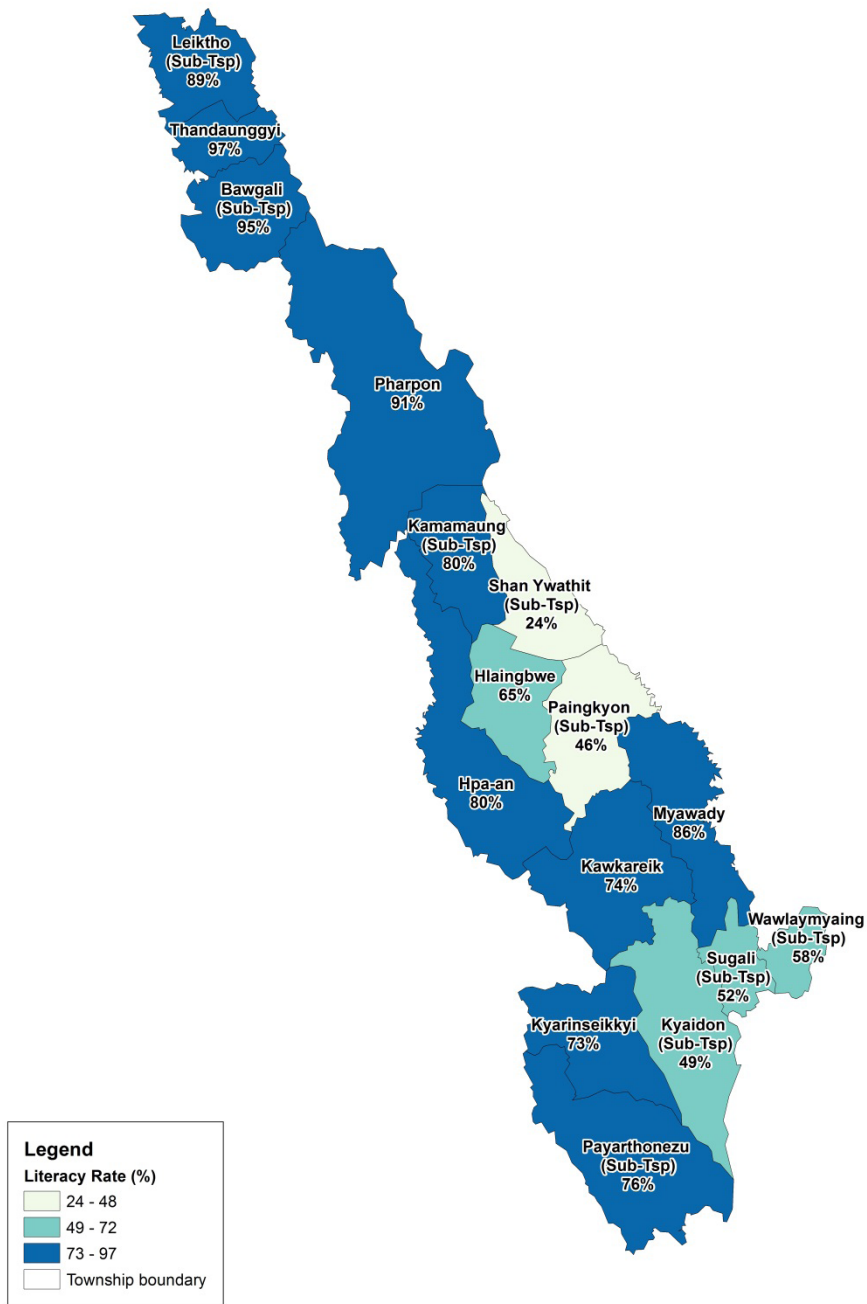 Leiktho
(Sub-Tsp)
89%
Thandaunggyi
97%
Bawgali
(Sub-Tsp)
95%
Pharpon
91%
Kamamaung
(Sub-Tsp)
80%
Shan Ywathit
(Sub-Tsp)
24%
Hlaingbwe
65%
Paingkyon
(Sub-Tsp)
46%
Hpa-an
80%
Myawady
86%
Kawkareik
74%
Wawlaymyaing
(Sub-Tsp)
58%
Sugali
(Sub-Tsp)
52%
Kyaidon
(Sub-Tsp)
49%
Kyarinseikkyi
73%
Payarthonezu
(Sub-Tsp)
76%
Legend
Literacy Rate (%)
24 - 48
49 - 72
73 - 97
Township boundary